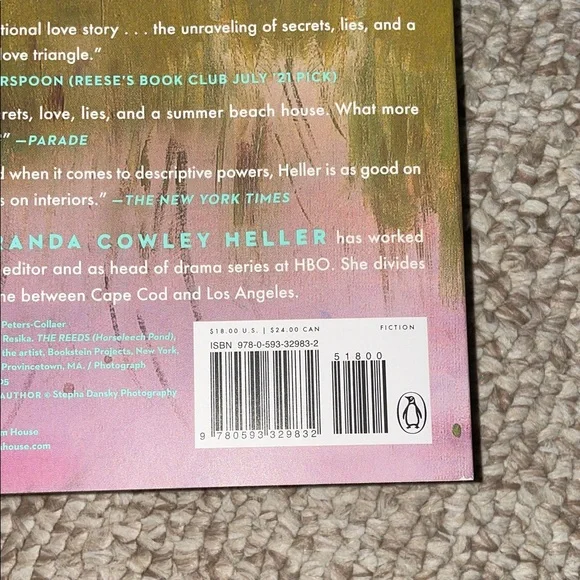 tional love story . . . the unraveling of secrets, lies, and a
love triangle.”
RSPOON (REESE'S BOOK CLUB JULY '21 PICK)
rets, love, lies, and a summer beach house. What more
” —PARADE
d when it comes to descriptive powers, Heller is as good on
s on interiors.” —THE NEW YORK TIMES
RANDA COWLEY HELLER has worked
editor and as head of drama series at HBO. She divides
ne between Cape Cod and Los Angeles.
Peters-Collaer
Resika. THE REEDS (Horseleech Pond),
the artist, Bookstein Projects, New York,
Provincetown, MA. / Photograph
DS
AUTHOR © Stepha Dansky Photography
m House
nhouse.com
$18.00 U.S. | $24.00 CAN
FICTION
ISBN 978-0-593-32983-2
51800
9 780593 329832